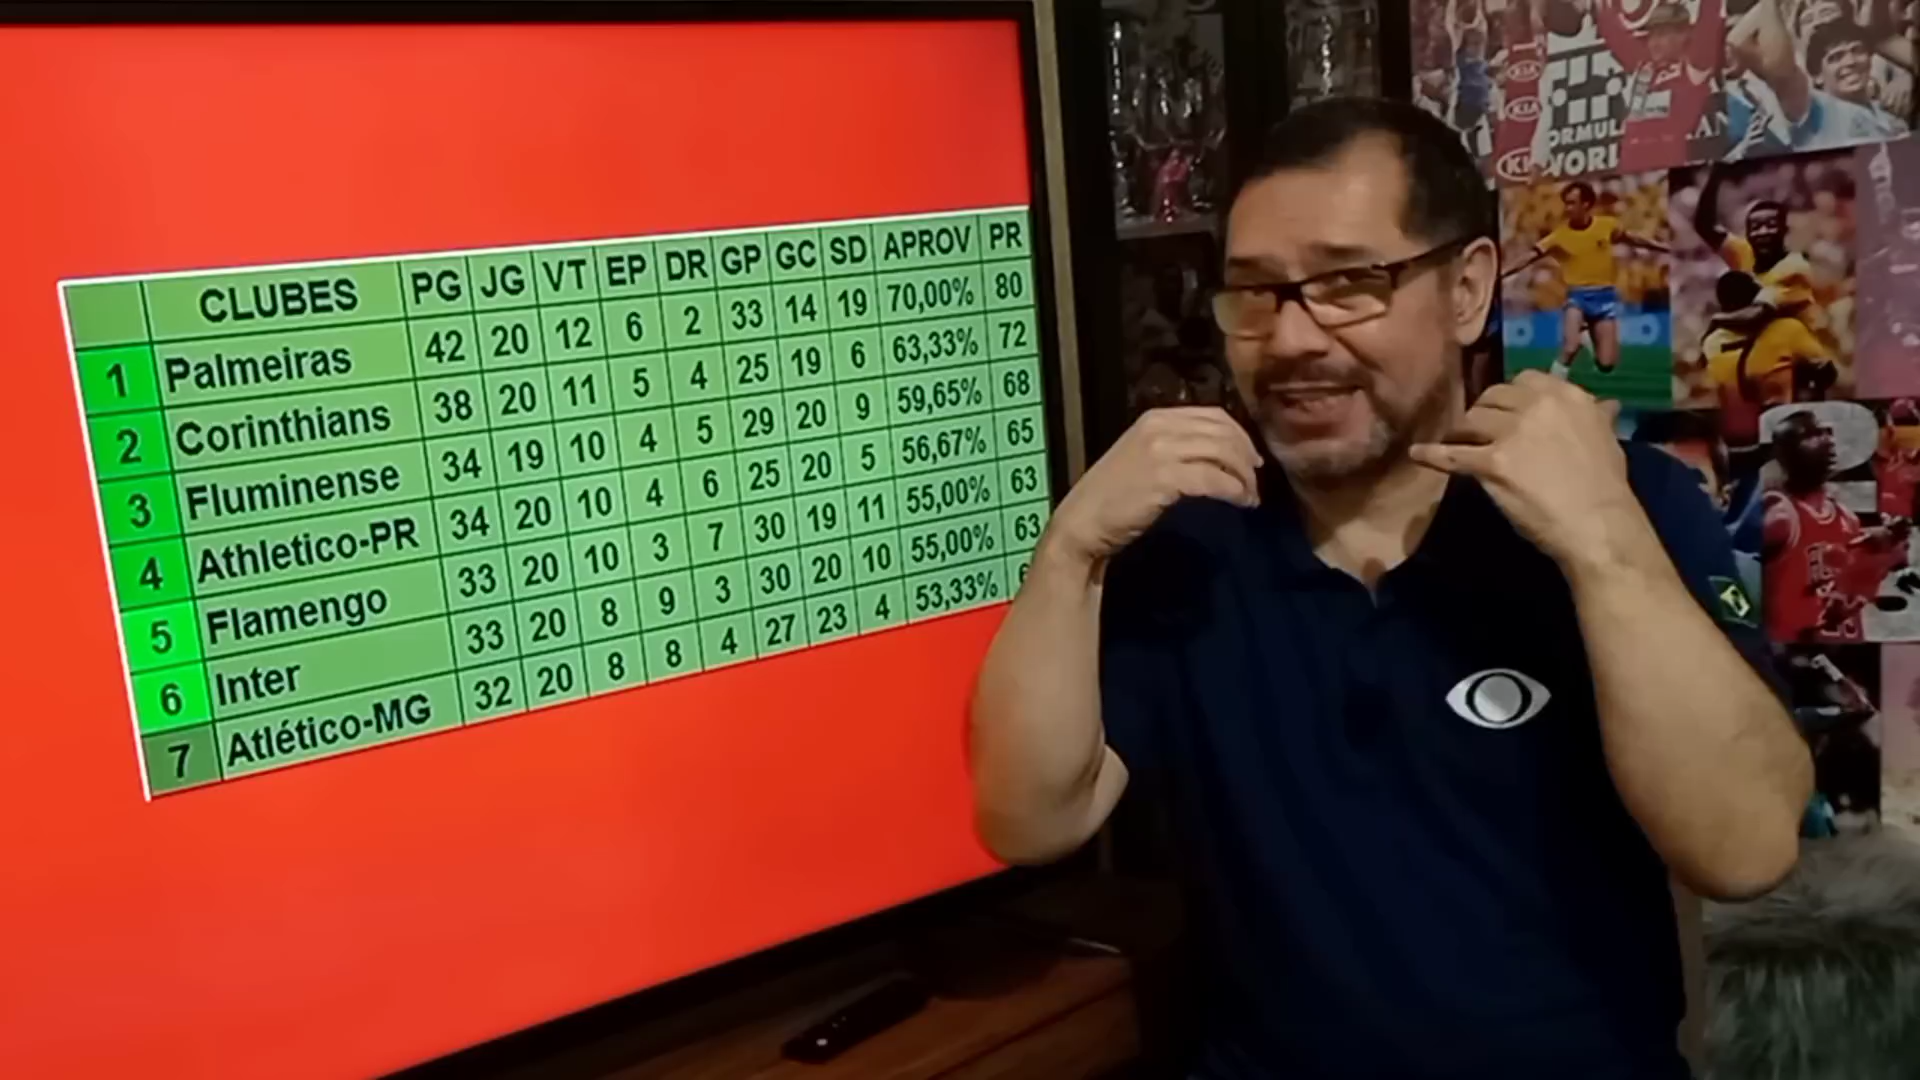 CLUBES PG JG VT EP DR GP GC SD APROV PR
1 Palmeiras 42 20 12 6 2 33 14 19 70,00% 80
2 Corinthians 38 20 11 5 4 25 19 6 63,33% 72
3 Fluminense 34 19 10 4 5 29 20 9 59,65% 68
4 Athletico-PR 34 20 10 4 6 25 20 5 56,67% 65
5 Flamengo 33 20 10 3 7 30 19 11 55,00% 63
6 Inter 33 20 8 9 3 30 20 10 55,00% 63
7 Atlético-MG 32 20 8 8 4 27 23 4 53,33%
KIA
KIA
FORMUL
WORL